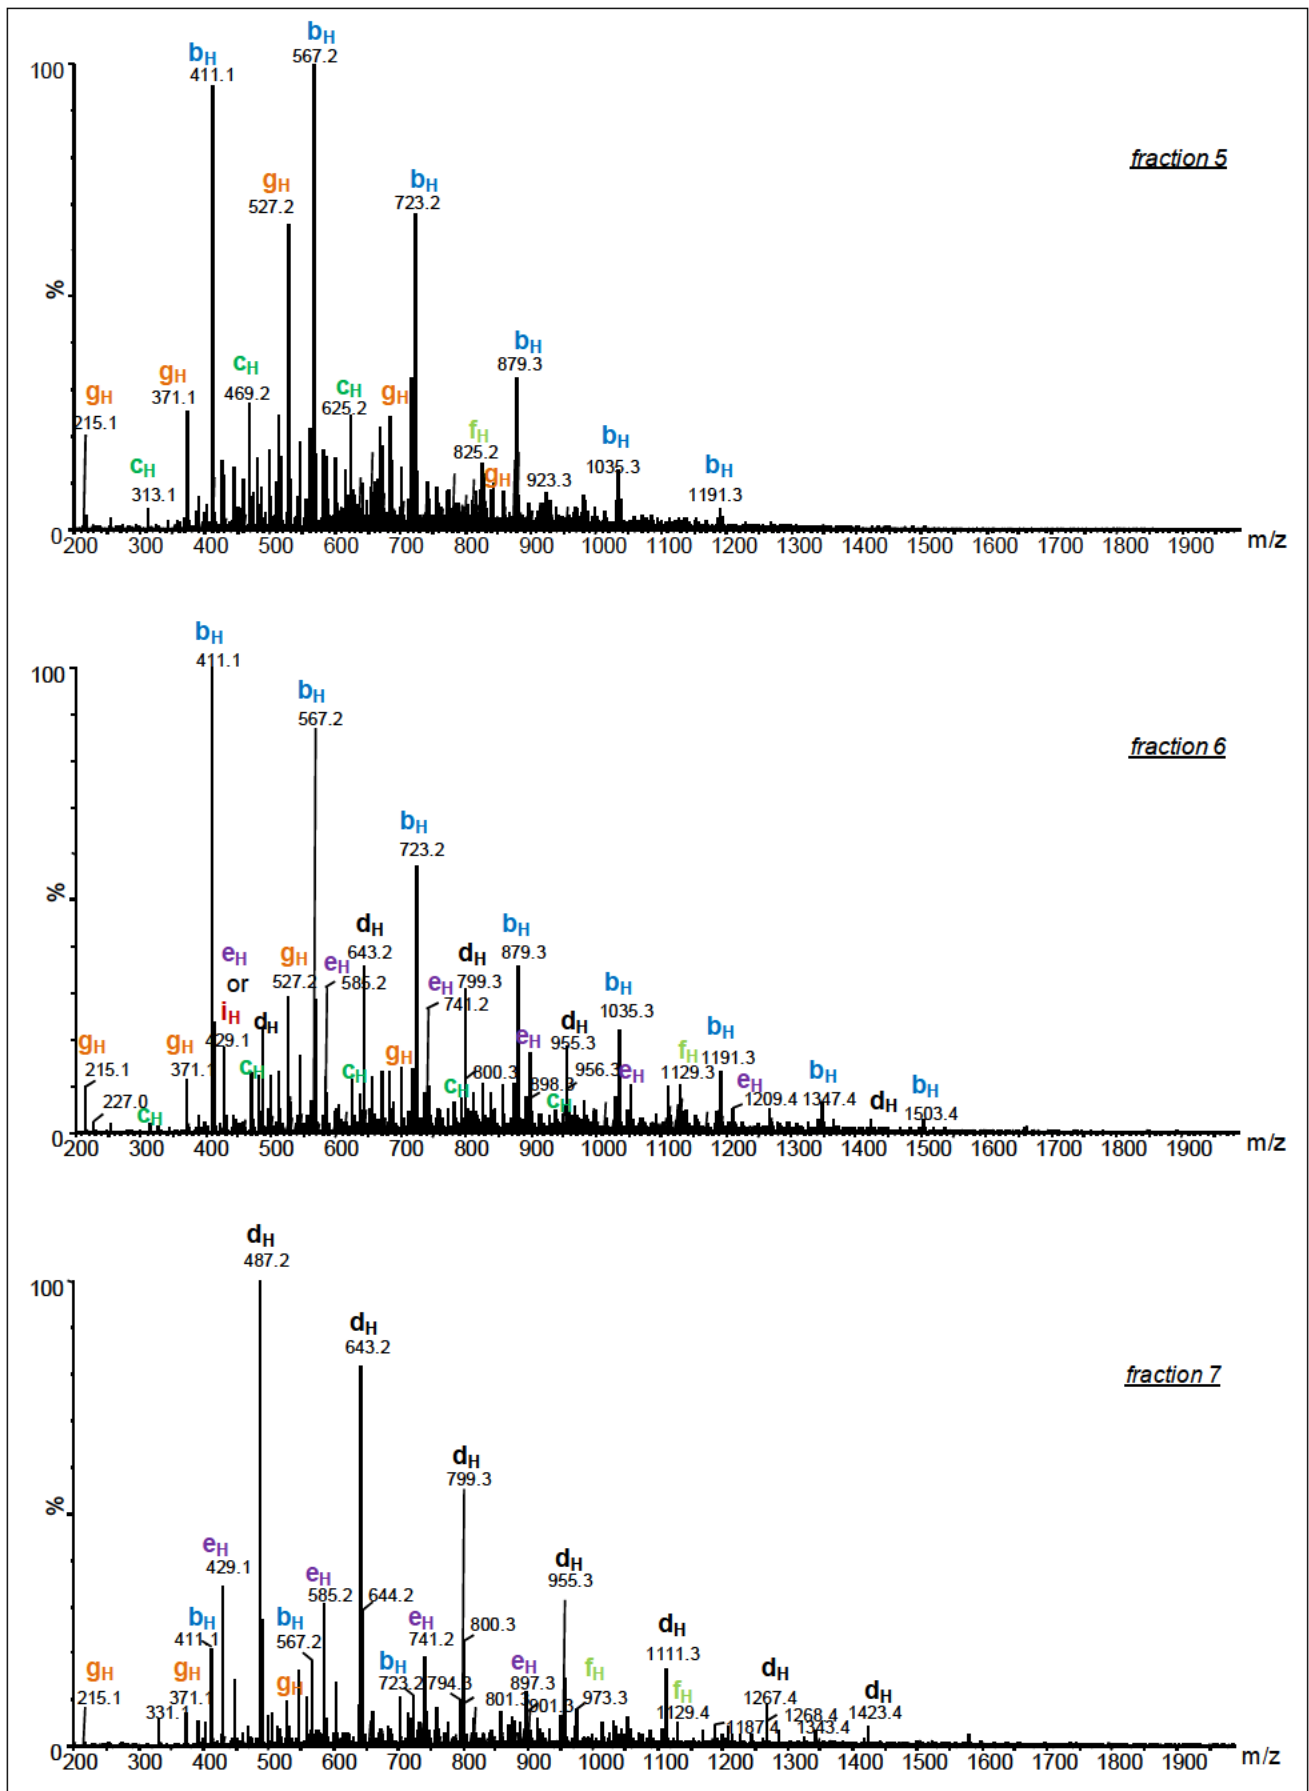 bH
567.2
bH
411.1
100
fraction 5
gH
527.2
bH
723.2
%
bH
879.3
gH
371.1
cH
469.2
gH
215.1
cH
625.2
gH
fH
825.2
bH
1035.3
cH
313.1
gH
923.3
bH
1191.3
0
200 300 400 500 600 700 800 900 1000 1100 1200 1300 1400 1500 1600 1700 1800 1900 m/z
bH
411.1
100
bH
567.2
fraction 6
bH
723.2
%
eH
or
iH
429.1
gH
527.2
eH
585.2
dH
643.2
dH
799.3
bH
879.3
eH
741.2
bH
1035.3
dH
gH
215.1
gH
371.1
cH
cH
gH
cH
800.3
eH
898.3
dH
955.3
956.3
cH
eH
fH
1129.3
bH
1191.3
eH
1209.4
bH
1347.4
dH
bH
1503.4
227.0
cH
0
200 300 400 500 600 700 800 900 1000 1100 1200 1300 1400 1500 1600 1700 1800 1900 m/z
dH
487.2
100
dH
643.2
fraction 7
dH
799.3
%
eH
429.1
eH
585.2
644.2
dH
955.3
bH
411.1
bH
567.2
eH
741.2
800.3
dH
1111.3
gH
215.1
gH
371.1
331.1
gH
bH
723.2
794.3
801.3
eH
897.3
901.3
fH
973.3
fH
1129.4
1187.4
dH
1267.4
1268.4
1343.4
dH
1423.4
0
200 300 400 500 600 700 800 900 1000 1100 1200 1300 1400 1500 1600 1700 1800 1900 m/z